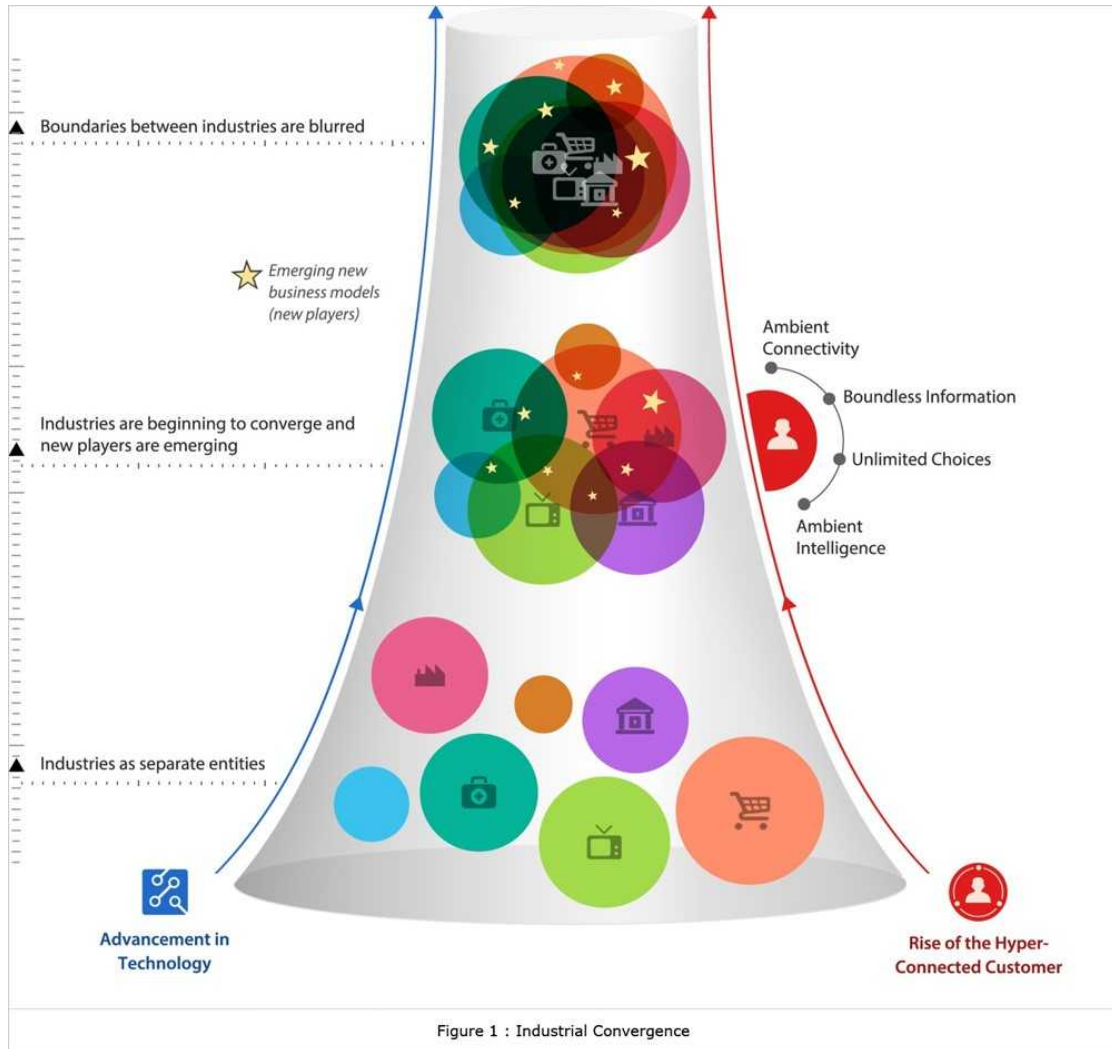 Boundaries between industries are blurred
Emerging new
business models
(new players)
Ambient
Connectivity
Boundless Information
Unlimited Choices
Ambient
Intelligence
Industries are beginning to converge and
new players are emerging
Industries as separate entities
Advancement in
Technology
Rise of the Hyper-
Connected Customer
Figure 1 : Industrial Convergence